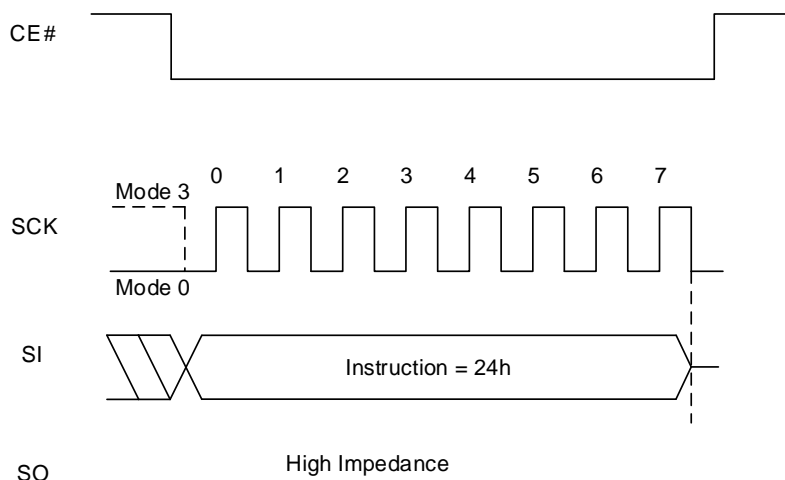 CE#
0 1 2 3 4 5 6 7
Mode 3
SCK
Mode 0
SI
Instruction = 24h
High Impedance
SO